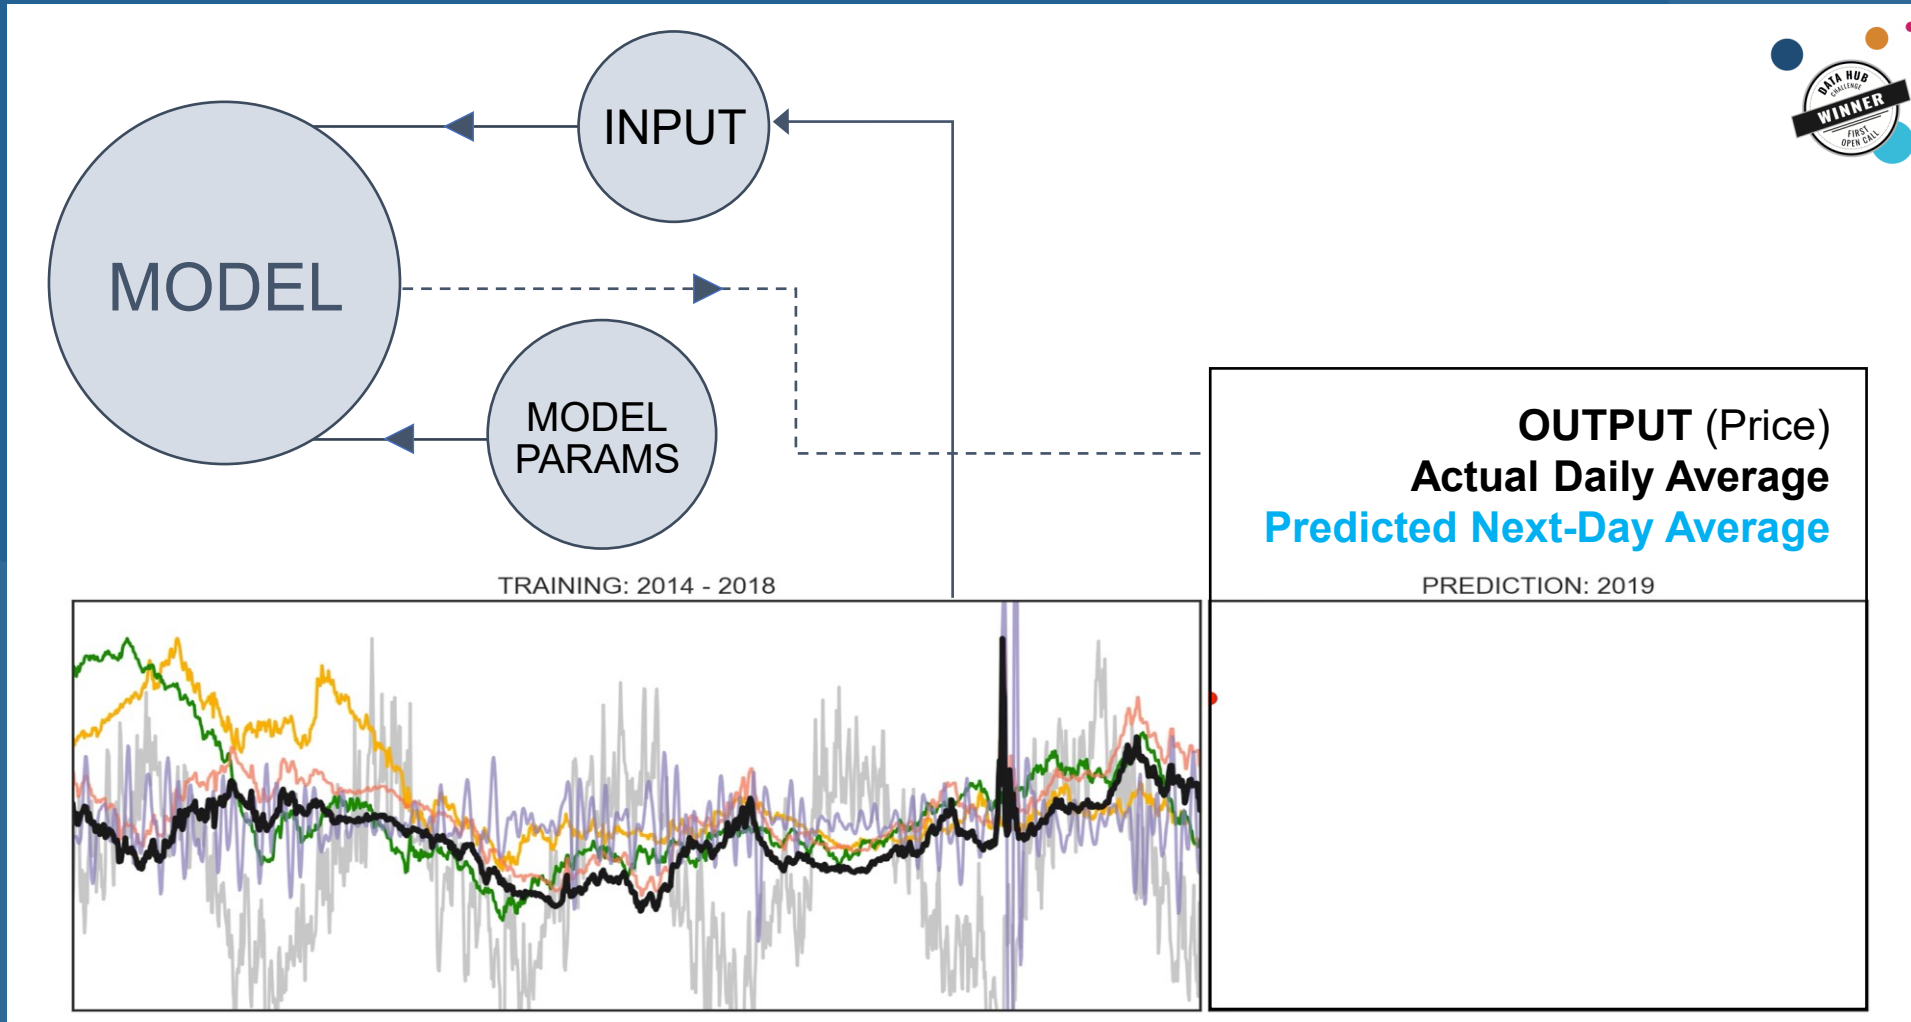 INPUT
MODEL
MODEL
PARAMS
DATA HUB
CHALLENGE
WINNER
FIRST
OPEN CALL
OUTPUT (Price)
Actual Daily Average
Predicted Next-Day Average
TRAINING: 2014 - 2018
PREDICTION: 2019